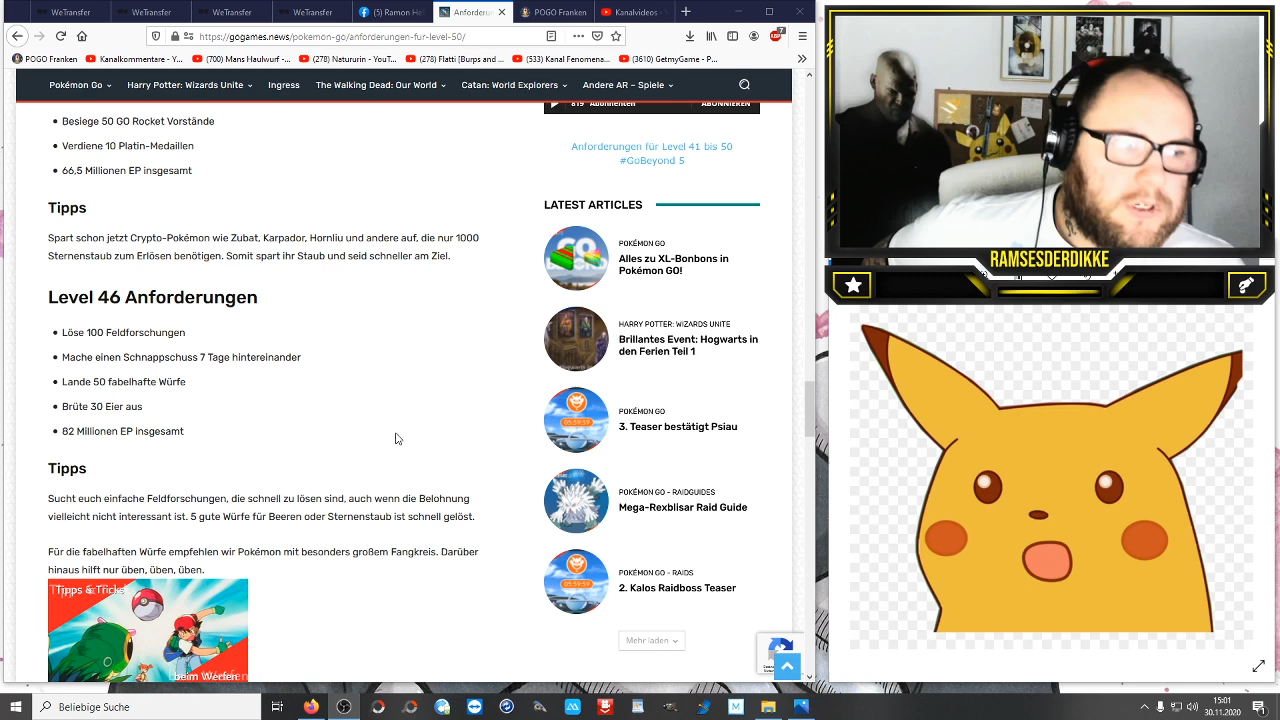 WeTransfer
WeTransfer
WeTransfer
WeTransfer
(5) Ramon Hel
Anforderun
POGO Franken
Kanalvideos -
https://gogames.news/pokemon-go/anforderungen-fur-level-50/
Kanalkommentare - Y...
(700) Mans Haulwurf -...
(278) Natururin - YouT...
(524) Flatti [Burps and ...
(533) Kanal Fenomena...
(3610) GetmyGame - P...
Pokémon Go
Harry Potter: Wizards Unite
Ingress
The Walking Dead: Our World
Catan: World Explorers
Andere AR – Spiele
819 Abonnenten
ABONNIEREN
Besiege 50 GO Rocket Vorstände
Verdiene 10 Platin-Medaillen
66,5 Millionen EP insgesamt
Tipps
Spart schon jetzt Crypto-Pokémon wie Zubat, Karpador, Hornliu und andere auf, die nur 1000
Sternenstaub zum Erlösen benötigen. Somit spart ihr Staub und seid schneller am Ziel.
Level 46 Anforderungen
Löse 100 Feldforschungen
Mache einen Schnappschuss 7 Tage hintereinander
Lande 50 fabelhafte Würfe
Brüte 30 Eier aus
82 Millionen EP insgesamt
Tipps
Sucht euch einfache Feldforschungen, die schnell zu lösen sind, auch wenn die Belohnung
vielleicht nicht interessant ist. 5 gute Würfe für Beeren oder Sternenstaub ist schnell gelöst.
Für die fabelhaften Würfe empfehlen wir Pokémon mit besonders großem Fangkreis. Darüber
hinaus hilft nur üben, üben, üben.
Tipps & Tricks
beim Werfen
Anforderungen für Level 41 bis 50
#GoBeyond 5
LATEST ARTICLES
POKÉMON GO
Alles zu XL-Bonbons in
Pokémon GO!
HARRY POTTER: WIZARDS UNITE
Brillantes Event: Hogwarts in
den Ferien Teil 1
POKÉMON GO
3. Teaser bestätigt Psiau
POKÉMON GO - RAIDGUIDES
Mega-Rexblisar Raid Guide
POKÉMON GO - RAIDS
2. Kalos Raidboss Teaser
Mehr laden
RAMSESDERDIKKE
Beliebige Suche
15:01
30.11.2020